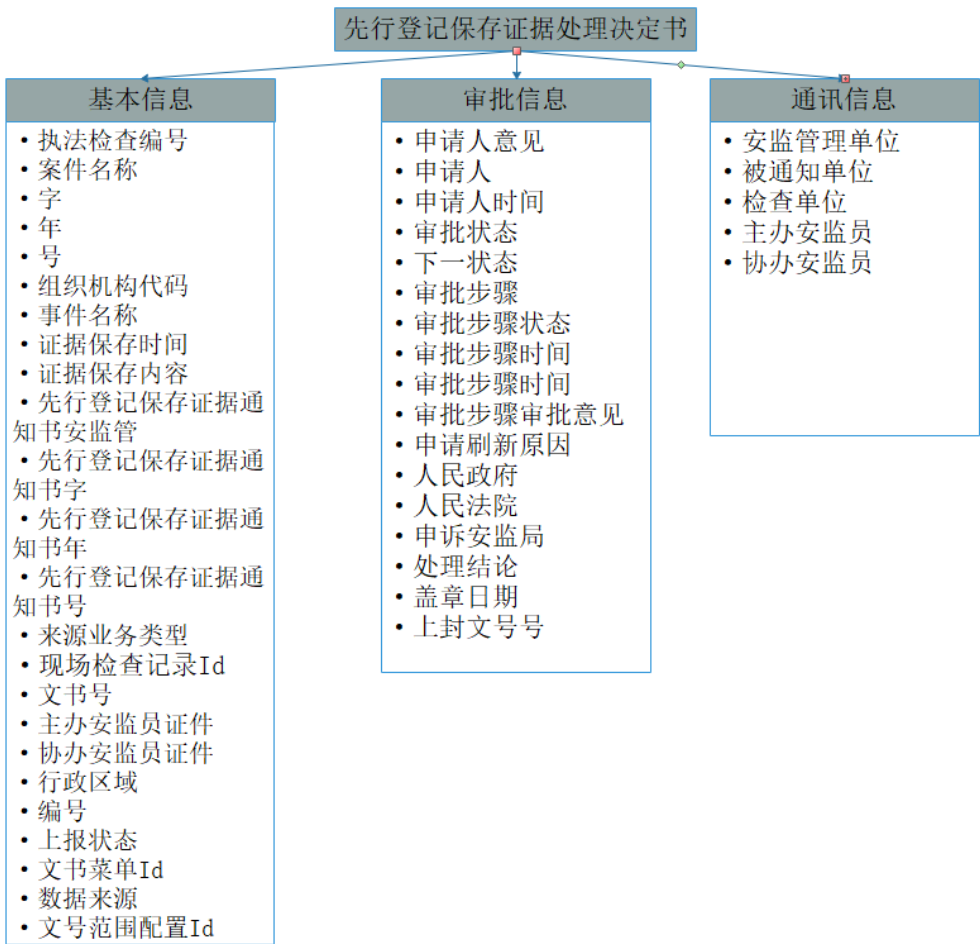 先行登记保存证据处理决定书
基本信息
• 执法检查编号
• 案件名称
• 字
• 年
• 号
• 组织机构代码
• 事件名称
• 证据保存时间
• 证据保存内容
• 先行登记保存证据通
知书安监管
• 先行登记保存证据通
知书字
• 先行登记保存证据通
知书年
• 先行登记保存证据通
知书号
• 来源业务类型
• 现场检查记录Id
• 文书号
• 主办安监员证件
• 协办安监员证件
• 行政区域
• 编号
• 上报状态
• 文书菜单Id
• 数据来源
• 文号范围配置Id
审批信息
• 申请人意见
• 申请人
• 申请人时间
• 审批状态
• 下一状态
• 审批步骤
• 审批步骤状态
• 审批步骤时间
• 审批步骤时间
• 审批步骤审批意见
• 申请刷新原因
• 人民政府
• 人民法院
• 申诉安监局
• 处理结论
• 盖章日期
• 上封文号号
通讯信息
• 安监管理单位
• 被通知单位
• 检查单位
• 主办安监员
• 协办安监员